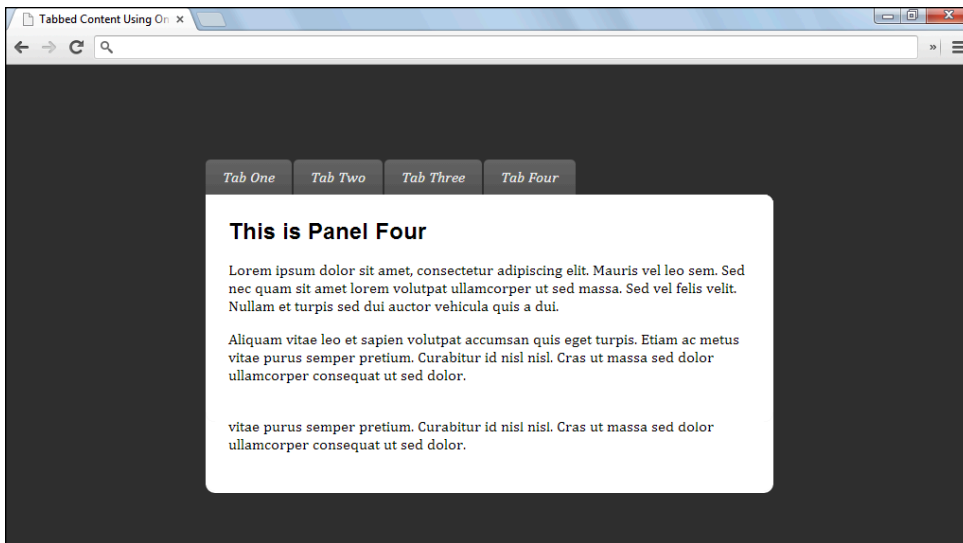 Tabbed Content Using On
Tab One Tab Two Tab Three Tab Four
This is Panel Four
Lorem ipsum dolor sit amet, consectetur adipiscing elit. Mauris vel leo sem. Sed
nec quam sit amet lorem volutpat ullamcorper ut sed massa. Sed vel felis velit.
Nullam et turpis sed dui auctor vehicula quis a dui.
Aliquam vitae leo et sapien volutpat accumsan quis eget turpis. Etiam ac metus
vitae purus semper pretium. Curabitur id nisl nisl. Cras ut massa sed dolor
ullamcorper consequat ut sed dolor.
vitae purus semper pretium. Curabitur id nisl nisl. Cras ut massa sed dolor
ullamcorper consequat ut sed dolor.